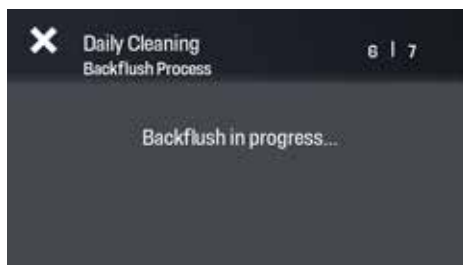 Daily Cleaning
6 | 7
Backflush Process
Backflush in progress...